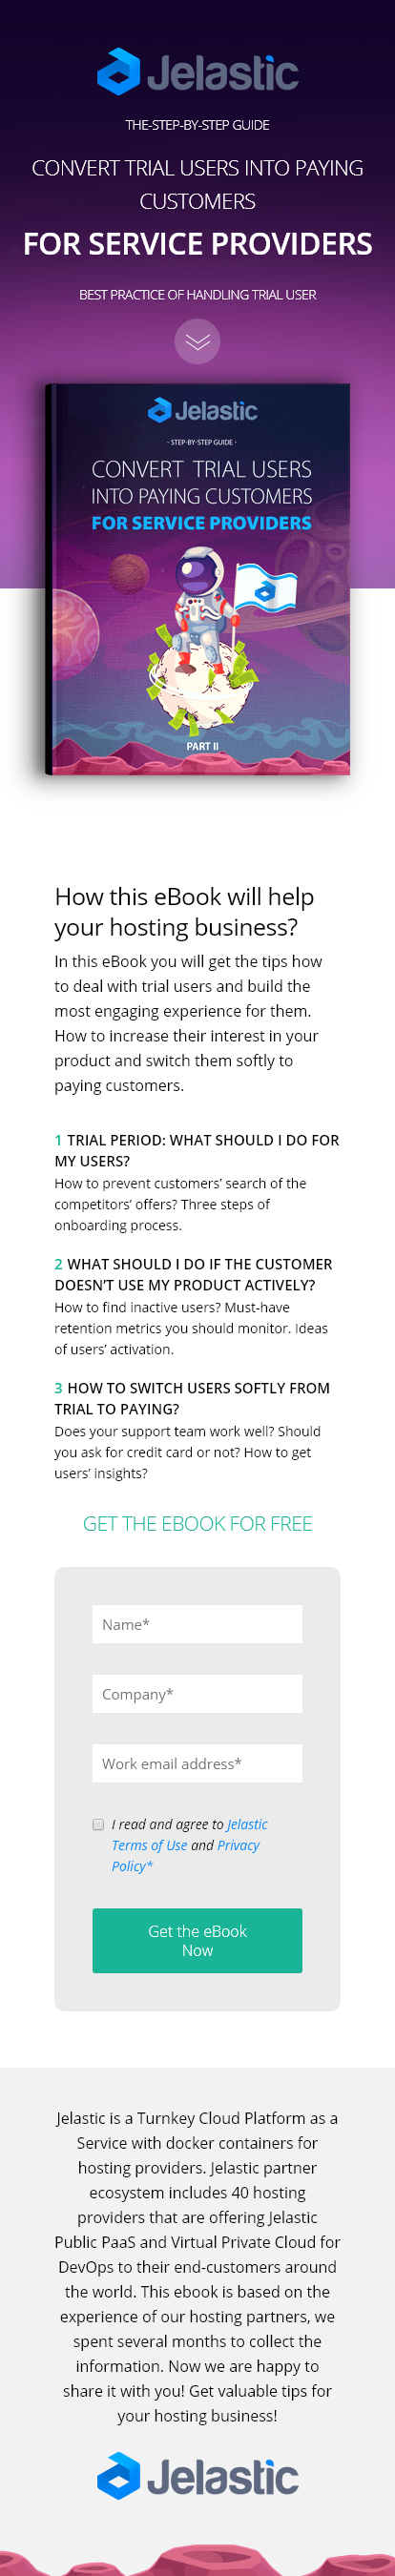 Jelastic
THE-STEP-BY-STEP GUIDE
CONVERT TRIAL USERS INTO PAYING
CUSTOMERS
FOR SERVICE PROVIDERS
BEST PRACTICE OF HANDLING TRIAL USER
Jelastic
- STEP-BY-STEP GUIDE -
CONVERT TRIAL USERS
INTO PAYING CUSTOMERS
FOR SERVICE PROVIDERS
PART II
How this eBook will help
your hosting business?
In this eBook you will get the tips how
to deal with trial users and build the
most engaging experience for them.
How to increase their interest in your
product and switch them softly to
paying customers.
1 TRIAL PERIOD: WHAT SHOULD I DO FOR
MY USERS?
How to prevent customers’ search of the
competitors’ offers? Three steps of
onboarding process.
2 WHAT SHOULD I DO IF THE CUSTOMER
DOESN’T USE MY PRODUCT ACTIVELY?
How to find inactive users? Must-have
retention metrics you should monitor. Ideas
of users’ activation.
3 HOW TO SWITCH USERS SOFTLY FROM
TRIAL TO PAYING?
Does your support team work well? Should
you ask for credit card or not? How to get
users’ insights?
GET THE EBOOK FOR FREE
Name*
Company*
Work email address*
I read and agree to Jelastic
Terms of Use and Privacy
Policy*
Get the eBook
Now
Jelastic is a Turnkey Cloud Platform as a
Service with docker containers for
hosting providers. Jelastic partner
ecosystem includes 40 hosting
providers that are offering Jelastic
Public PaaS and Virtual Private Cloud for
DevOps to their end-customers around
the world. This ebook is based on the
experience of our hosting partners, we
spent several months to collect the
information. Now we are happy to
share it with you! Get valuable tips for
your hosting business!
Jelastic